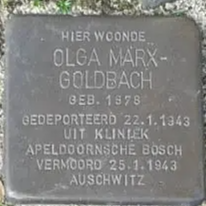 HIER WOONDE
OLGA MARX-
GOLDBACH
GEB. 1878
GEDEPORTEERD 22.1.1943
UIT KLINIEK
APELDOORNSCHE BOSCH
VERMOORD 25.1.1943
AUSCHWITZ